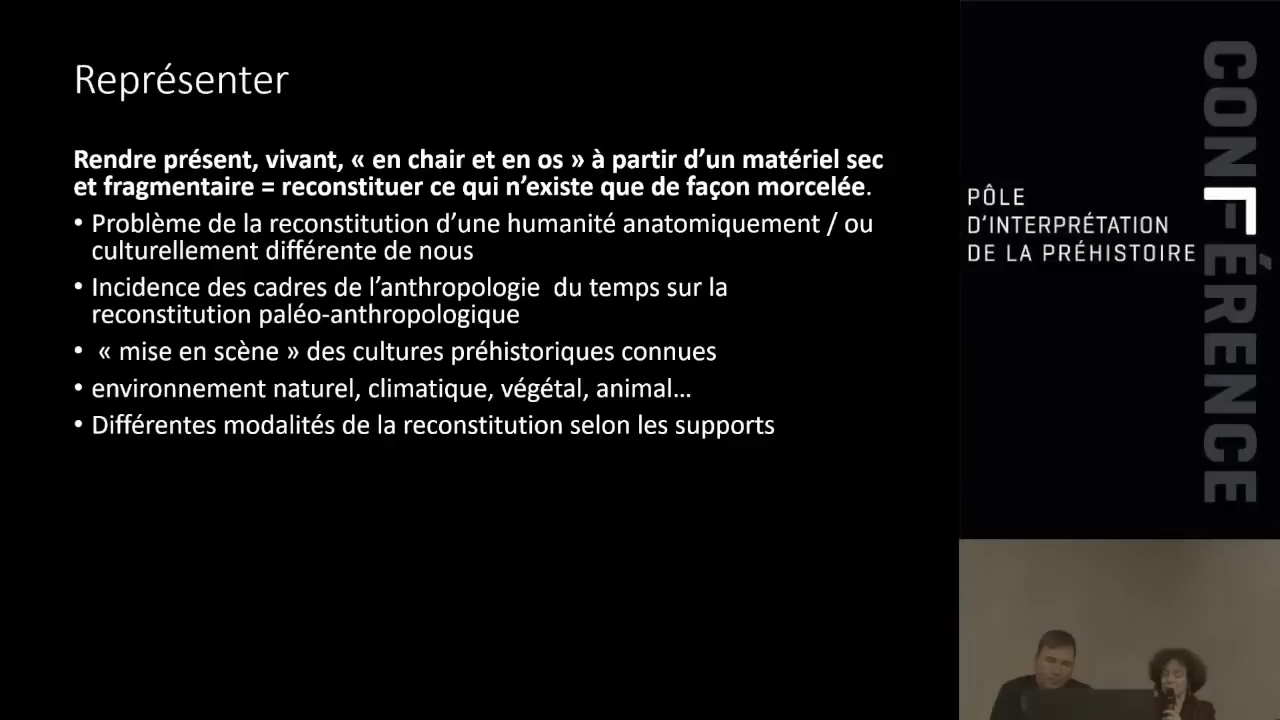 Représenter
Rendre présent, vivant, « en chair et en os » à partir d’un matériel sec
et fragmentaire = reconstituer ce qui n’existe que de façon morcelée.
• Problème de la reconstitution d’une humanité anatomiquement / ou
culturellement différente de nous
• Incidence des cadres de l’anthropologie  du temps sur la
reconstitution paléo-anthropologique
•  « mise en scène » des cultures préhistoriques connues
• environnement naturel, climatique, végétal, animal…
• Différentes modalités de la reconstitution selon les supports
PÔLE
D’INTERPRÉTATION
DE LA PRÉHISTOIRE
CONFÉRENCE